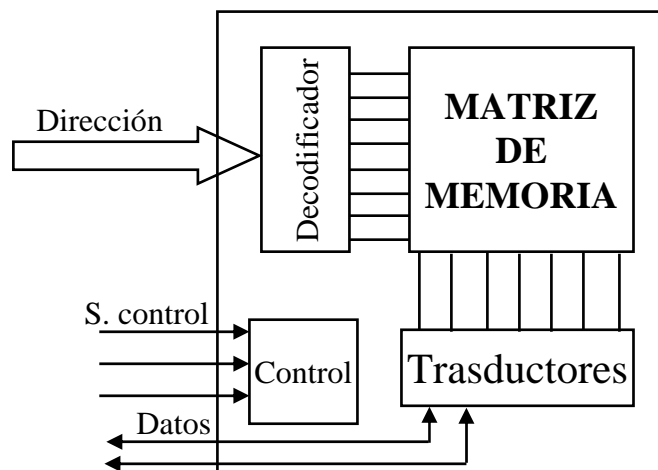 Dirección
Decodificador
MATRIZ
DE
MEMORIA
S. control
Control
Trasductores
Datos